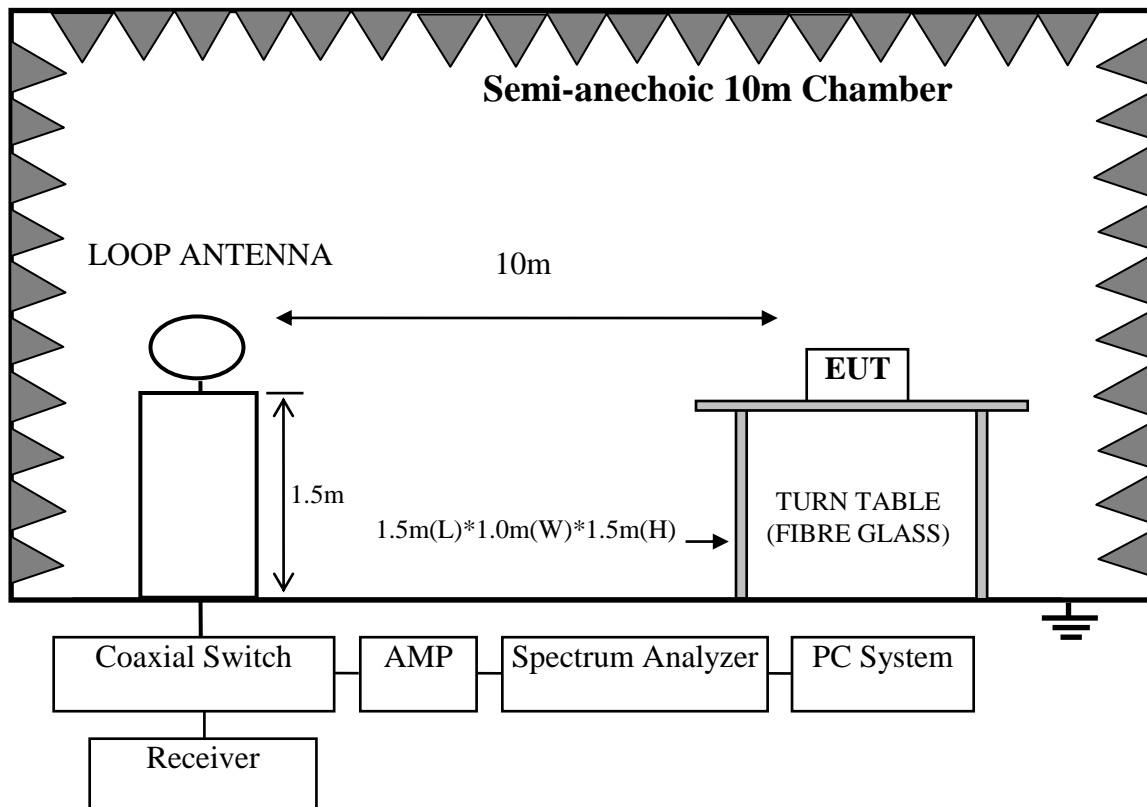 Semi-anechoic 10m Chamber
LOOP ANTENNA
10m
EUT
1.5m
1.5m(L)*1.0m(W)*1.5m(H)
TURN TABLE
(FIBRE GLASS)
Coaxial Switch
AMP
Spectrum Analyzer
PC System
Receiver